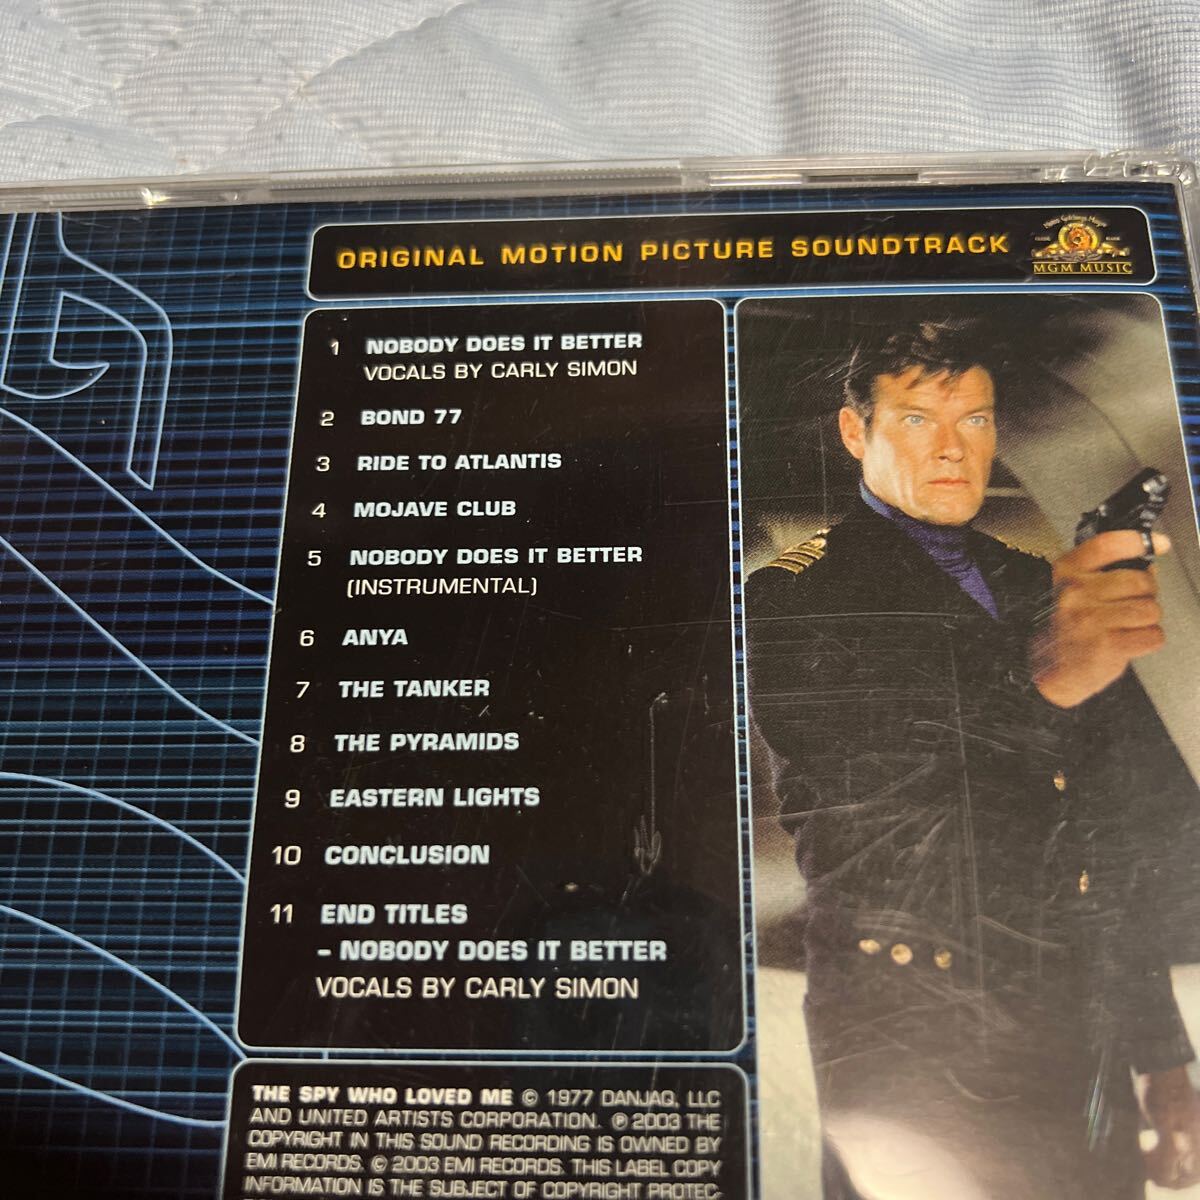 ORIGINAL MOTION PICTURE SOUNDTRACK
MGM MUSIC
1 NOBODY DOES IT BETTER
VOCALS BY CARLY SIMON
2 BOND 77
3 RIDE TO ATLANTIS
4 MOJAVE CLUB
5 NOBODY DOES IT BETTER
(INSTRUMENTAL)
6 ANYA
7 THE TANKER
8 THE PYRAMIDS
9 EASTERN LIGHTS
10 CONCLUSION
11 END TITLES
- NOBODY DOES IT BETTER
VOCALS BY CARLY SIMON
THE SPY WHO LOVED ME © 1977 DANJAQ, LLC
AND UNITED ARTISTS CORPORATION. ℗ 2003 THE
COPYRIGHT IN THIS SOUND RECORDING IS OWNED BY
EMI RECORDS. © 2003 EMI RECORDS. THIS LABEL COPY
INFORMATION IS THE SUBJECT OF COPYRIGHT PROTEC-